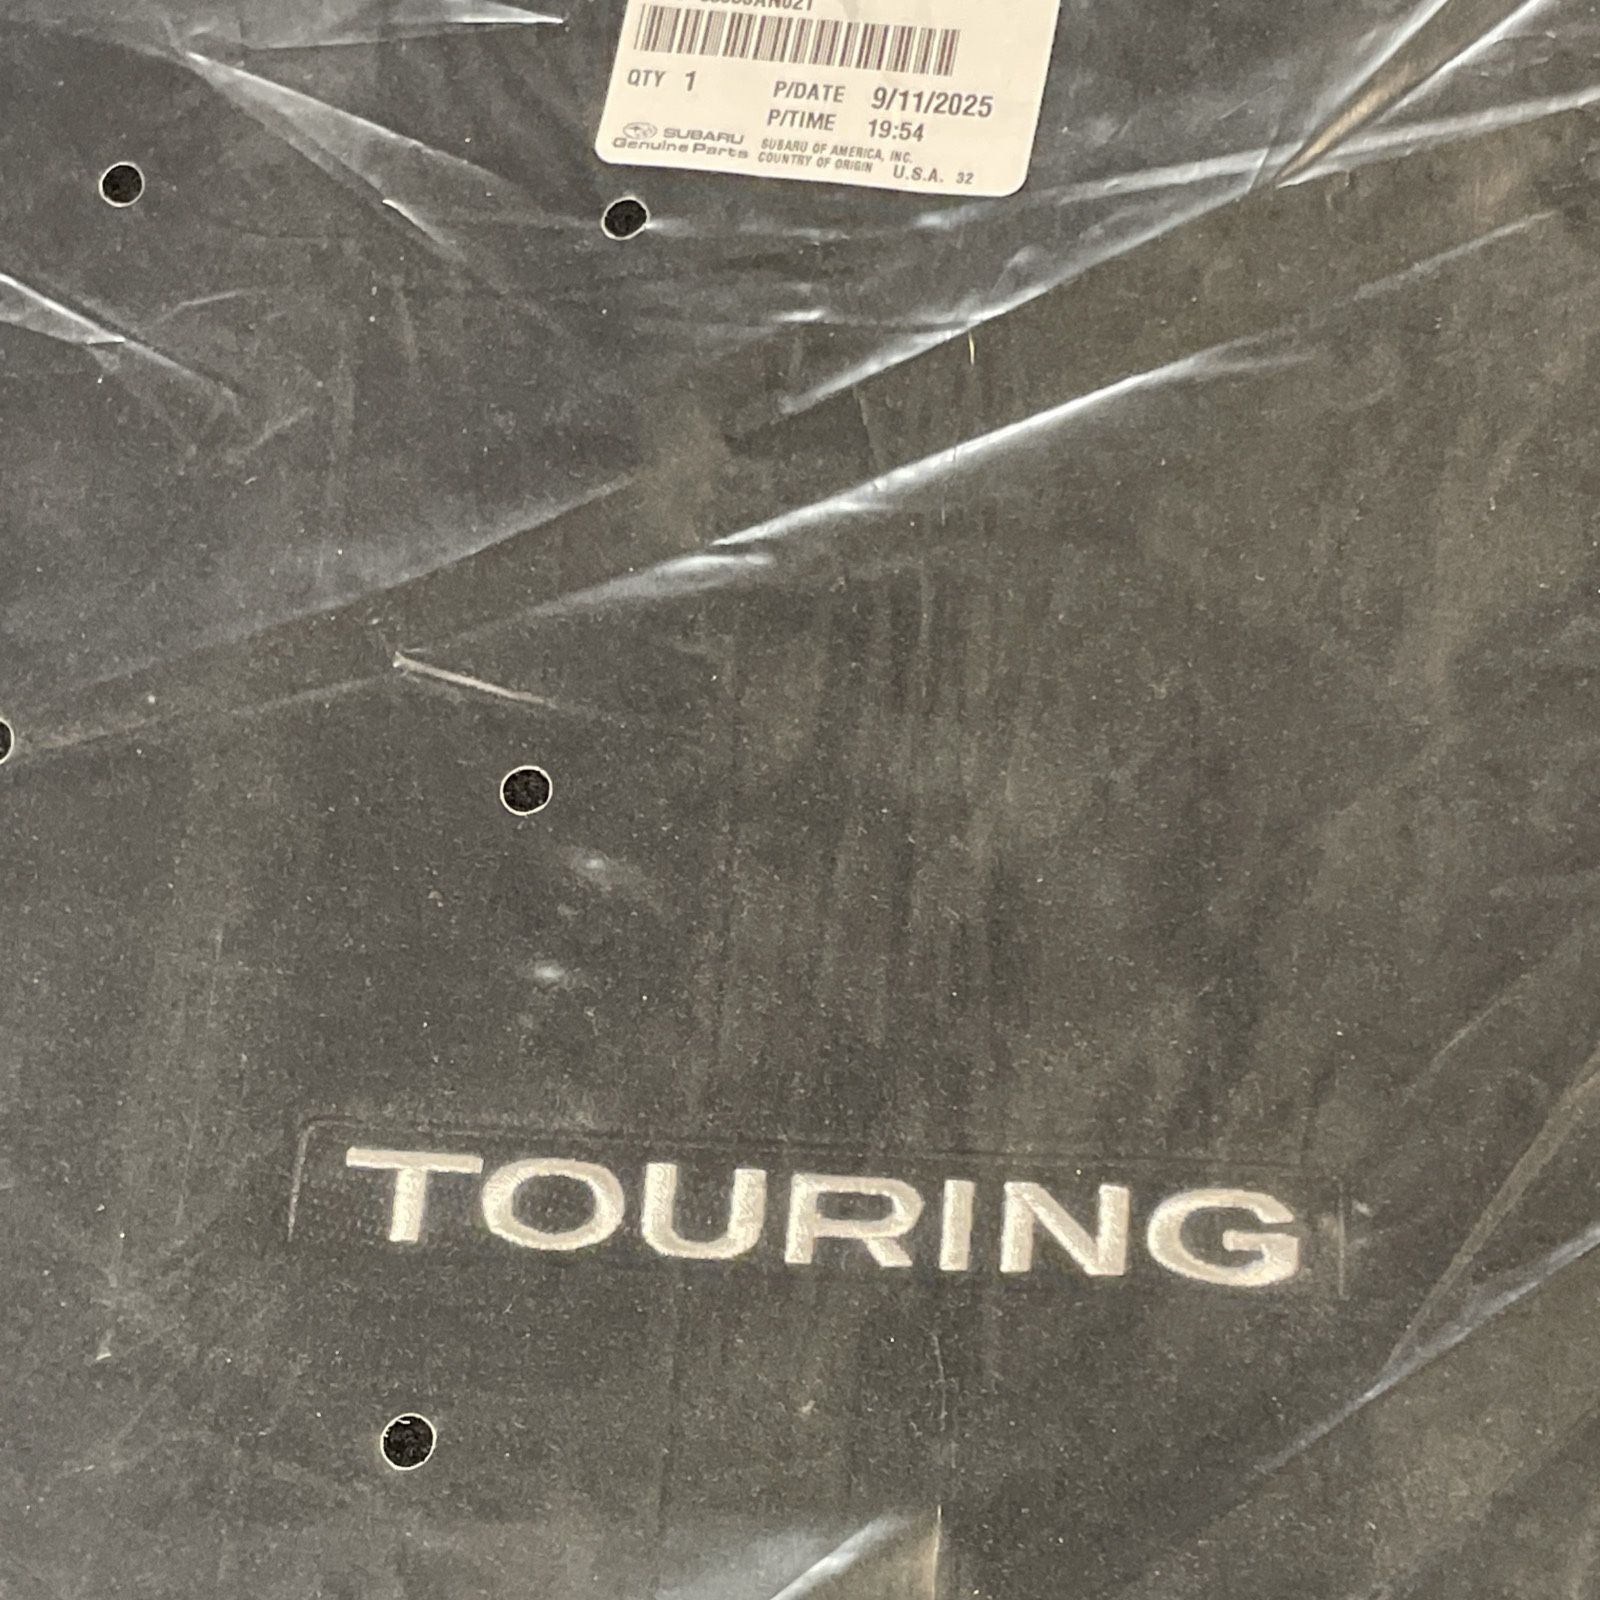 QTY 1
P/DATE 9/11/2025
P/TIME 19:54
SUBARU
Genuine Parts
SUBARU OF AMERICA, INC.
COUNTRY OF ORIGIN U.S.A. 32
TOURING